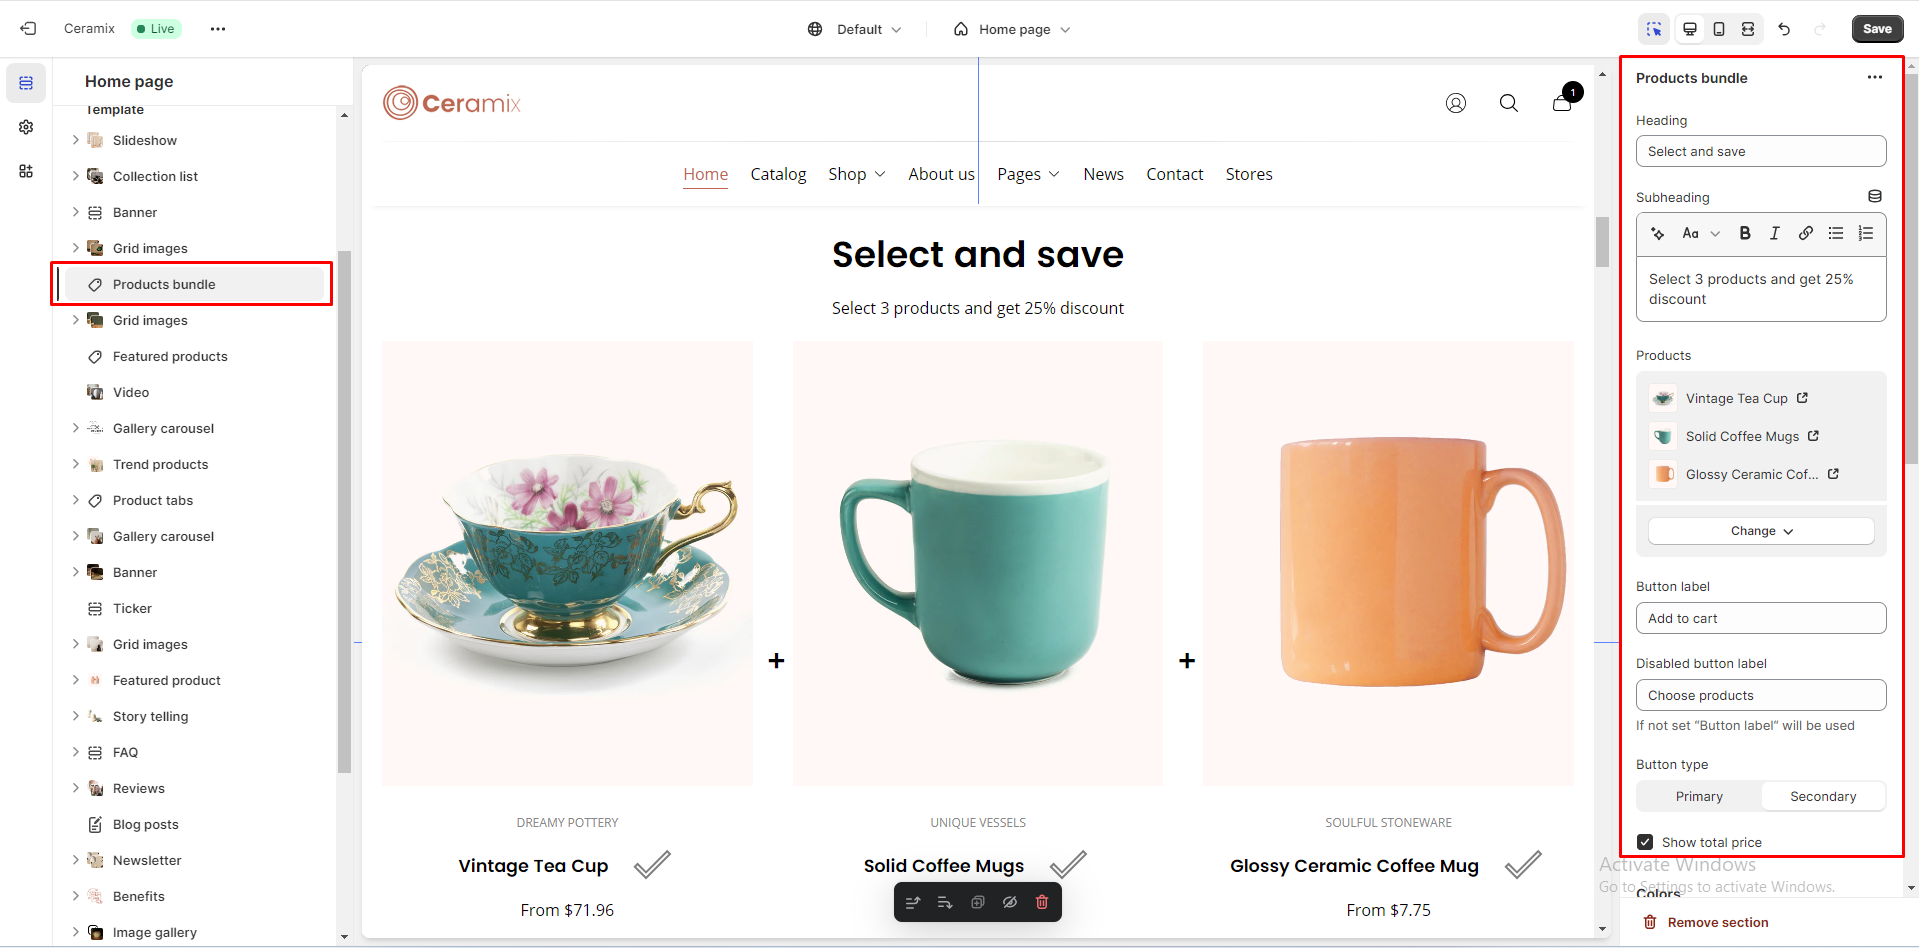 Ceramix
Live
Default
Home page
Save
Home page
Template
Slideshow
Collection list
Banner
Grid images
Products bundle
Grid images
Featured products
Video
Gallery carousel
Trend products
Product tabs
Gallery carousel
Banner
Ticker
Grid images
Featured product
Story telling
FAQ
Reviews
Blog posts
Newsletter
Benefits
Image gallery
Ceramix
1
Home Catalog Shop About us Pages News Contact Stores
Select and save
Select 3 products and get 25% discount
+
+
DREAMY POTTERY
Vintage Tea Cup
From $71.96
UNIQUE VESSELS
Solid Coffee Mugs
SOULFUL STONEWARE
Glossy Ceramic Coffee Mug
From $7.75
Products bundle
Heading
Select and save
Subheading
Aa B I
Select 3 products and get 25%
discount
Products
Vintage Tea Cup
Solid Coffee Mugs
Glossy Ceramic Cof...
Change
Button label
Add to cart
Disabled button label
Choose products
If not set "Button label" will be used
Button type
Primary Secondary
Show total price
Activate Windows
Go to Settings to activate Windows.
Colors
Remove section